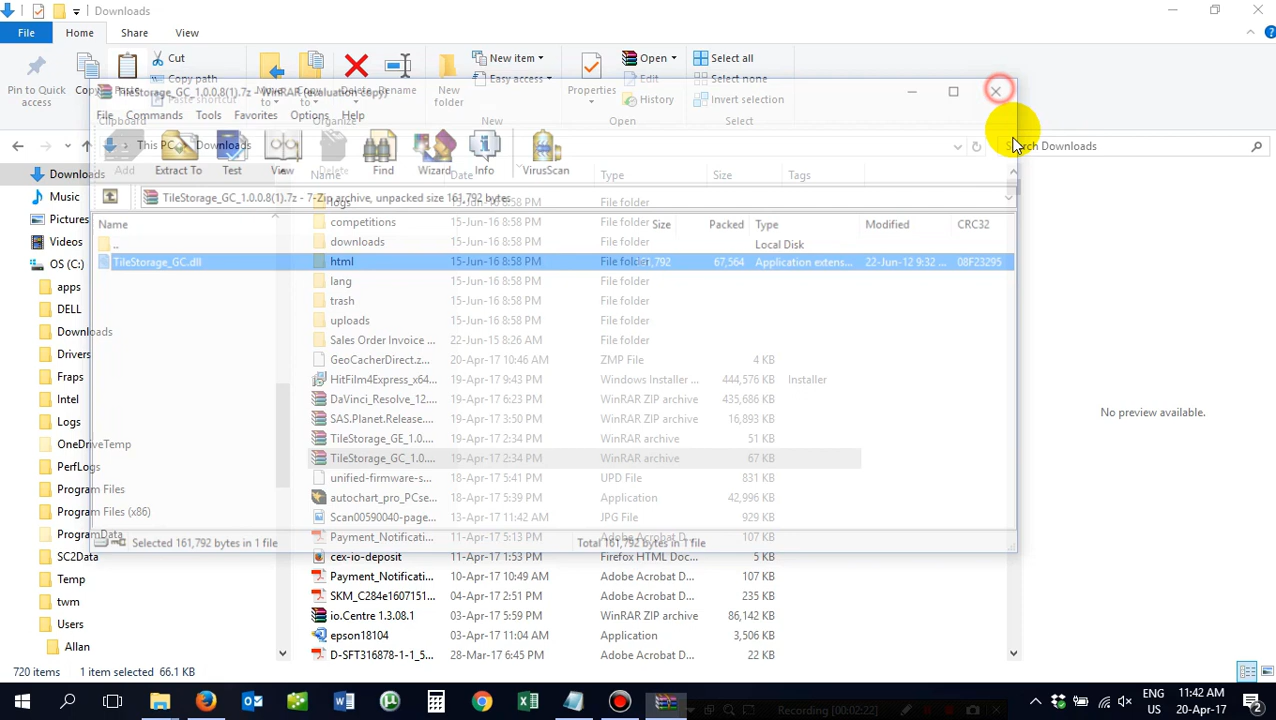 Downloads
File Home Share View
Pin to Quick access
Copy
Cut
Copy path
Paste shortcut
Clipboard
Organize
New folder
New item
Easy access
New
Properties
Open
Edit
History
Open
Select all
Select none
Invert selection
Select
TileStorage_GC_1.0.0.8(1).7z - WinRAR (evaluation copy)
File Commands Tools Favorites Options Help
Add Extract To Test View Delete Find Wizard Info VirusScan
This PC Downloads
Search Downloads
TileStorage_GC_1.0.0.8(1).7z - 7-Zip archive, unpacked size 161,792 bytes
Name Size Packed Type Modified CRC32
.. Local Disk
TileStorage_GC.dll 161,792 67,564 Application extens... 22-Jun-12 9:32 ... 08F23295
Selected 161,792 bytes in 1 file
Total 161,792 bytes in 1 file
Downloads
Music
Pictures
Videos
OS (C:)
apps
DELL
Downloads
Drivers
Fraps
Intel
Logs
OneDriveTemp
PerfLogs
Program Files
Program Files (x86)
ProgramData
SC2Data
Temp
twm
Users
Allan
Name Date Type Size Tags
logs 15-Jun-16 8:58 PM File folder
competitions 15-Jun-16 8:58 PM File folder
downloads 15-Jun-16 8:58 PM File folder
html 15-Jun-16 8:58 PM File folder
lang 15-Jun-16 8:58 PM File folder
trash 15-Jun-16 8:58 PM File folder
uploads 15-Jun-16 8:58 PM File folder
Sales Order Invoice ... 22-Jun-15 8:26 AM File folder
GeoCacherDirect.z... 20-Apr-17 10:46 AM ZMP File 4 KB
HitFilm4Express_x64... 19-Apr-17 9:43 PM Windows Installer ... 444,576 KB Installer
DaVinci_Resolve_12.... 19-Apr-17 6:23 PM WinRAR ZIP archive 435,686 KB
SAS.Planet.Release.... 19-Apr-17 3:50 PM WinRAR ZIP archive 16,893 KB
TileStorage_GE_1.0.... 19-Apr-17 2:34 PM WinRAR archive 51 KB
TileStorage_GC_1.0.... 19-Apr-17 2:34 PM WinRAR archive 67 KB
unified-firmware-s... 18-Apr-17 5:41 PM UPD File
autochart_pro_PCse... 18-Apr-17 5:39 PM Application 42,996 KB
Scan00590040-page... 13-Apr-17 11:42 AM JPG File 929 KB
Payment_Notificati... 11-Apr-17 5:13 PM Adobe Acrobat D... 107 KB
cex-io-deposit 11-Apr-17 1:53 PM Firefox HTML Doc... 5 KB
Payment_Notificati... 10-Apr-17 10:49 AM Adobe Acrobat D... 107 KB
SKM_C284e1607151... 04-Apr-17 2:51 PM Adobe Acrobat D... 107 KB
io.Centre 1.3.08.1 03-Apr-17 5:59 PM WinRAR ZIP archive 86,142 KB
epson18104 03-Apr-17 11:04 AM Application 3,506 KB
D-SFT316878-1-1_5... 28-Mar-17 6:45 PM Adobe Acrobat D... 22 KB
No preview available.
720 items 1 item selected 66.1 KB
Recording [00:02:22]
ENG
US
11:42 AM
20-Apr-17
2